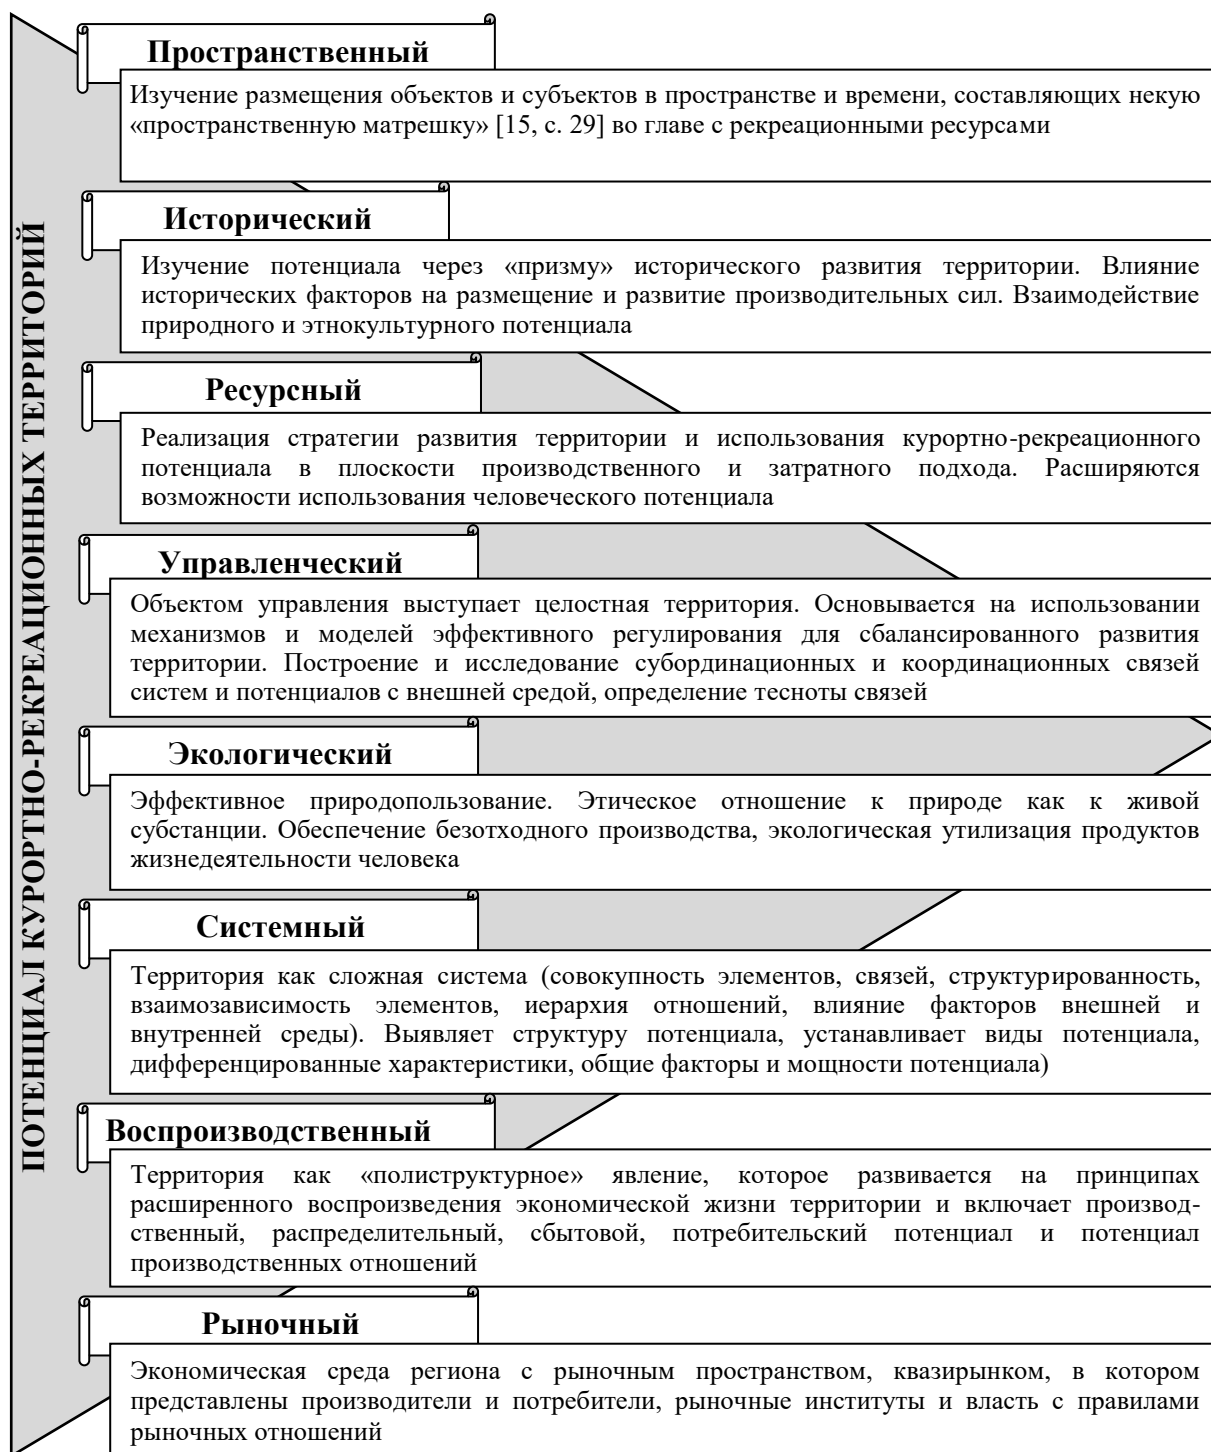 ПОТЕНЦИАЛ КУРОРТНО-РЕКРЕАЦИОННЫХ ТЕРРИТОРИЙ
Пространственный
Изучение размещения объектов и субъектов в пространстве и времени, составляющих некую
«пространственную матрешку» [15, с. 29] во главе с рекреационными ресурсами
Исторический
Изучение потенциала через «призму» исторического развития территории. Влияние
исторических факторов на размещение и развитие производительных сил. Взаимодействие
природного и этнокультурного потенциала
Ресурсный
Реализация стратегии развития территории и использования курортно-рекреационного
потенциала в плоскости производственного и затратного подхода. Расширяются
возможности использования человеческого потенциала
Управленческий
Объектом управления выступает целостная территория. Основывается на использовании
механизмов и моделей эффективного регулирования для сбалансированного развития
территории. Построение и исследование субординационных и координационных связей
систем и потенциалов с внешней средой, определение тесноты связей
Экологический
Эффективное природопользование. Этическое отношение к природе как к живой
субстанции. Обеспечение безотходного производства, экологическая утилизация продуктов
жизнедеятельности человека
Системный
Территория как сложная система (совокупность элементов, связей, структурированность,
взаимозависимость элементов, иерархия отношений, влияние факторов внешней и
внутренней среды). Выявляет структуру потенциала, устанавливает виды потенциала,
дифференцированные характеристики, общие факторы и мощности потенциала)
Воспроизводственный
Территория как «полиструктурное» явление, которое развивается на принципах
расширенного воспроизведения экономической жизни территории и включает производ-
ственный, распределительный, сбытовой, потребительский потенциал и потенциал
производственных отношений
Рыночный
Экономическая среда региона с рыночным пространством, квазирынком, в котором
представлены производители и потребители, рыночные институты и власть с правилами
рыночных отношений